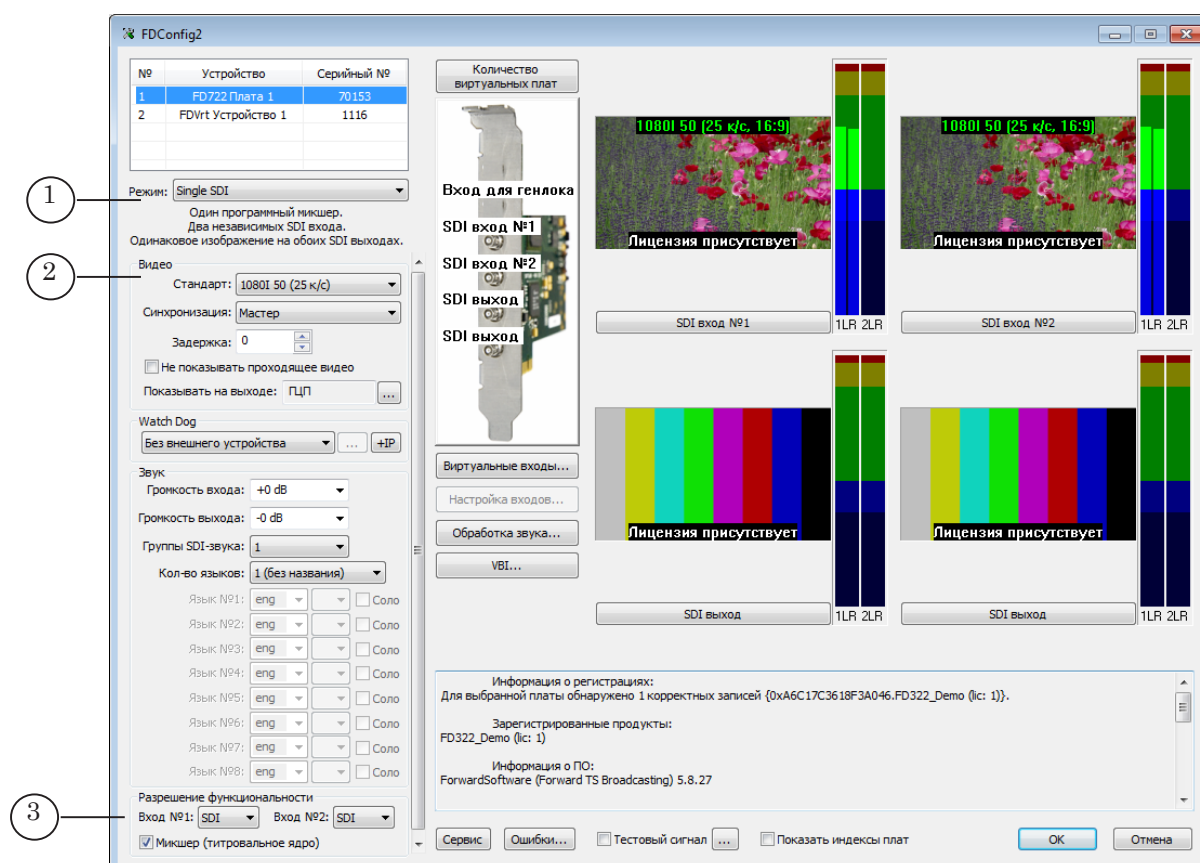 FDConfig2
№ Устройство Серийный №
1 FD722 Плата 1 70153
2 FDVrt Устройство 1 1116
1
Режим: Single SDI
Один программный микшер.
Два независимых SDI входа.
Одинаковое изображение на обоих SDI выходах.
2
Видео
Стандарт: 1080I 50 (25 к/с)
Синхронизация: Мастер
Задержка: 0
Не показывать проходящее видео
Показывать на выходе: ГЦП ...
Watch Dog
Без внешнего устройства ... +IP
Звук
Громкость входа: +0 dB
Громкость выхода: -0 dB
Группы SDI-звука: 1
Кол-во языков: 1 (без названия)
Язык №1: eng Соло
Язык №2: eng Соло
Язык №3: eng Соло
Язык №4: eng Соло
Язык №5: eng Соло
Язык №6: eng Соло
Язык №7: eng Соло
Язык №8: eng Соло
3
Разрешение функциональности
Вход №1: SDI Вход №2: SDI
Микшер (титровальное ядро)
Количество
виртуальных плат
Вход для генлока
SDI вход №1
SDI вход №2
SDI выход
SDI выход
Виртуальные входы...
Настройка входов...
Обработка звука...
VBI...
1080I 50 (25 к/с, 16:9)
Лицензия присутствует
SDI вход №1
1LR 2LR
1080I 50 (25 к/с, 16:9)
Лицензия присутствует
SDI вход №2
1LR 2LR
Лицензия присутствует
SDI выход
1LR 2LR
Лицензия присутствует
SDI выход
1LR 2LR
Информация о регистрациях:
Для выбранной платы обнаружено 1 корректных записей {0xA6C17C3618F3A046.FD322_Demo (lic: 1)}.
Зарегистрированные продукты:
FD322_Demo (lic: 1)
Информация о ПО:
ForwardSoftware (Forward TS Broadcasting) 5.8.27
Сервис Ошибки... Тестовый сигнал ... Показать индексы плат OK Отмена